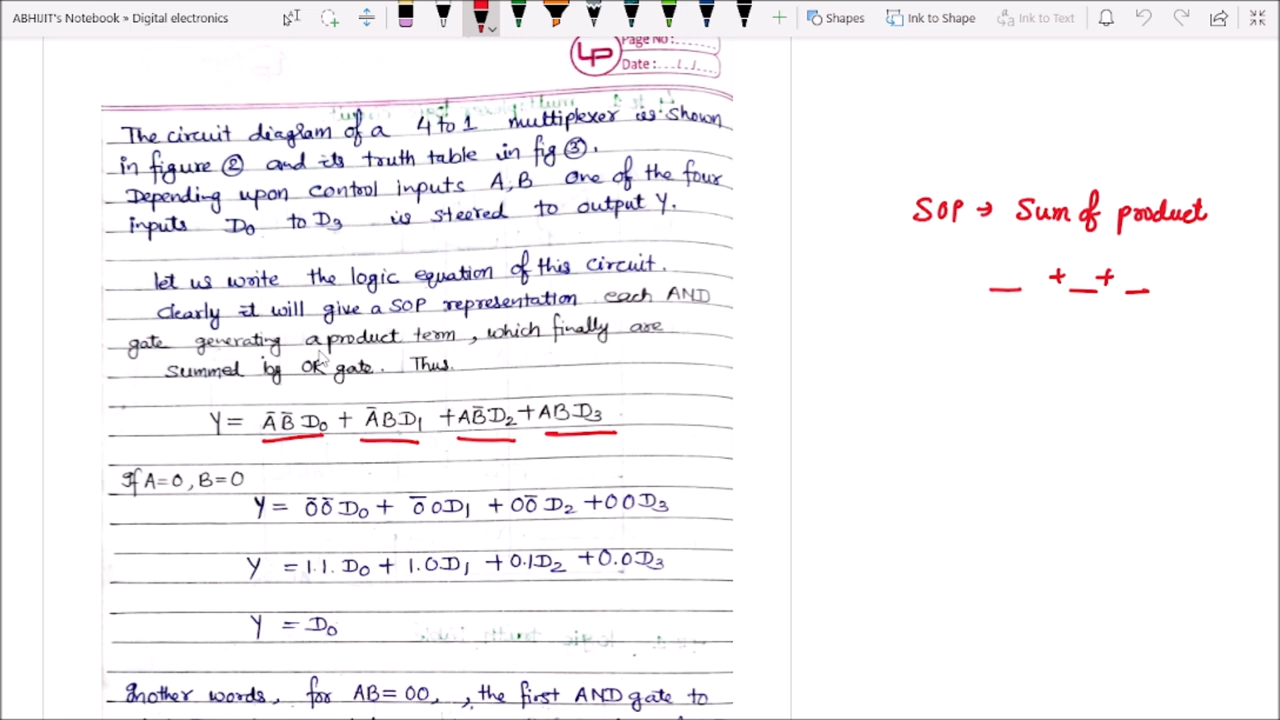 ABHIJIT's Notebook » Digital electronics
Shapes
Ink to Shape
Ink to Text
LP
Page No:.......
Date:...../.../....
The circuit diagram of a 4 to 1 multiplexer is shown
in figure ② and its truth table in fig ③.
Depending upon control inputs A, B one of the four
inputs D₀ to D₃ is steered to output Y.
let us write the logic equation of this circuit.
Clearly it will give a SOP representation each AND
gate generating a product term, which finally are
summed by OR gate. Thus.
Y = ĀB̄D₀ + ĀBD₁ + AB̄D₂ + ABD₃
If A=0, B=0
Y = 0̄0̄D₀ + 0̄0D₁ + 00̄D₂ + 00D₃
Y = 1.1.D₀ + 1.0D₁ + 0.1D₂ + 0.0D₃
Y = D₀
another words, for AB = 00, , the first AND gate to
SOP → Sum of product
__ + __ + __